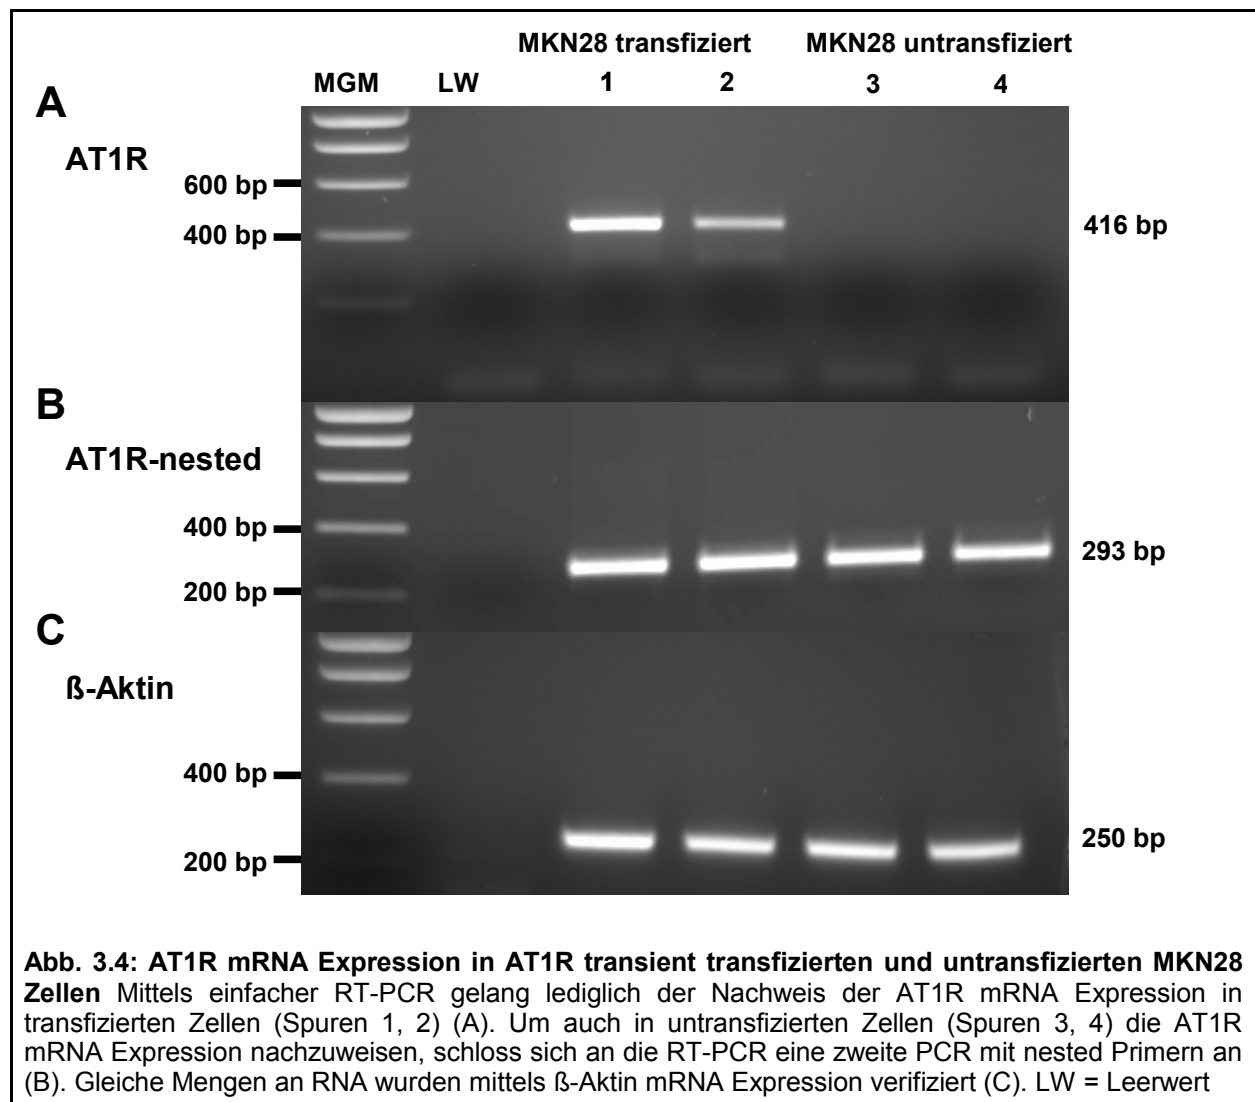 MKN28 transfiziert MKN28 untransfiziert
MGM LW 1 2 3 4
A
AT1R
600 bp
400 bp
416 bp
B
AT1R-nested
400 bp
293 bp
200 bp
C
ß-Aktin
400 bp
250 bp
200 bp
Abb. 3.4: AT1R mRNA Expression in AT1R transient transfizierten und untransfizierten MKN28
Zellen Mittels einfacher RT-PCR gelang lediglich der Nachweis der AT1R mRNA Expression in
transfizierten Zellen (Spuren 1, 2) (A). Um auch in untransfizierten Zellen (Spuren 3, 4) die AT1R
mRNA Expression nachzuweisen, schloss sich an die RT-PCR eine zweite PCR mit nested Primern an
(B). Gleiche Mengen an RNA wurden mittels ß-Aktin mRNA Expression verifiziert (C). LW = Leerwert